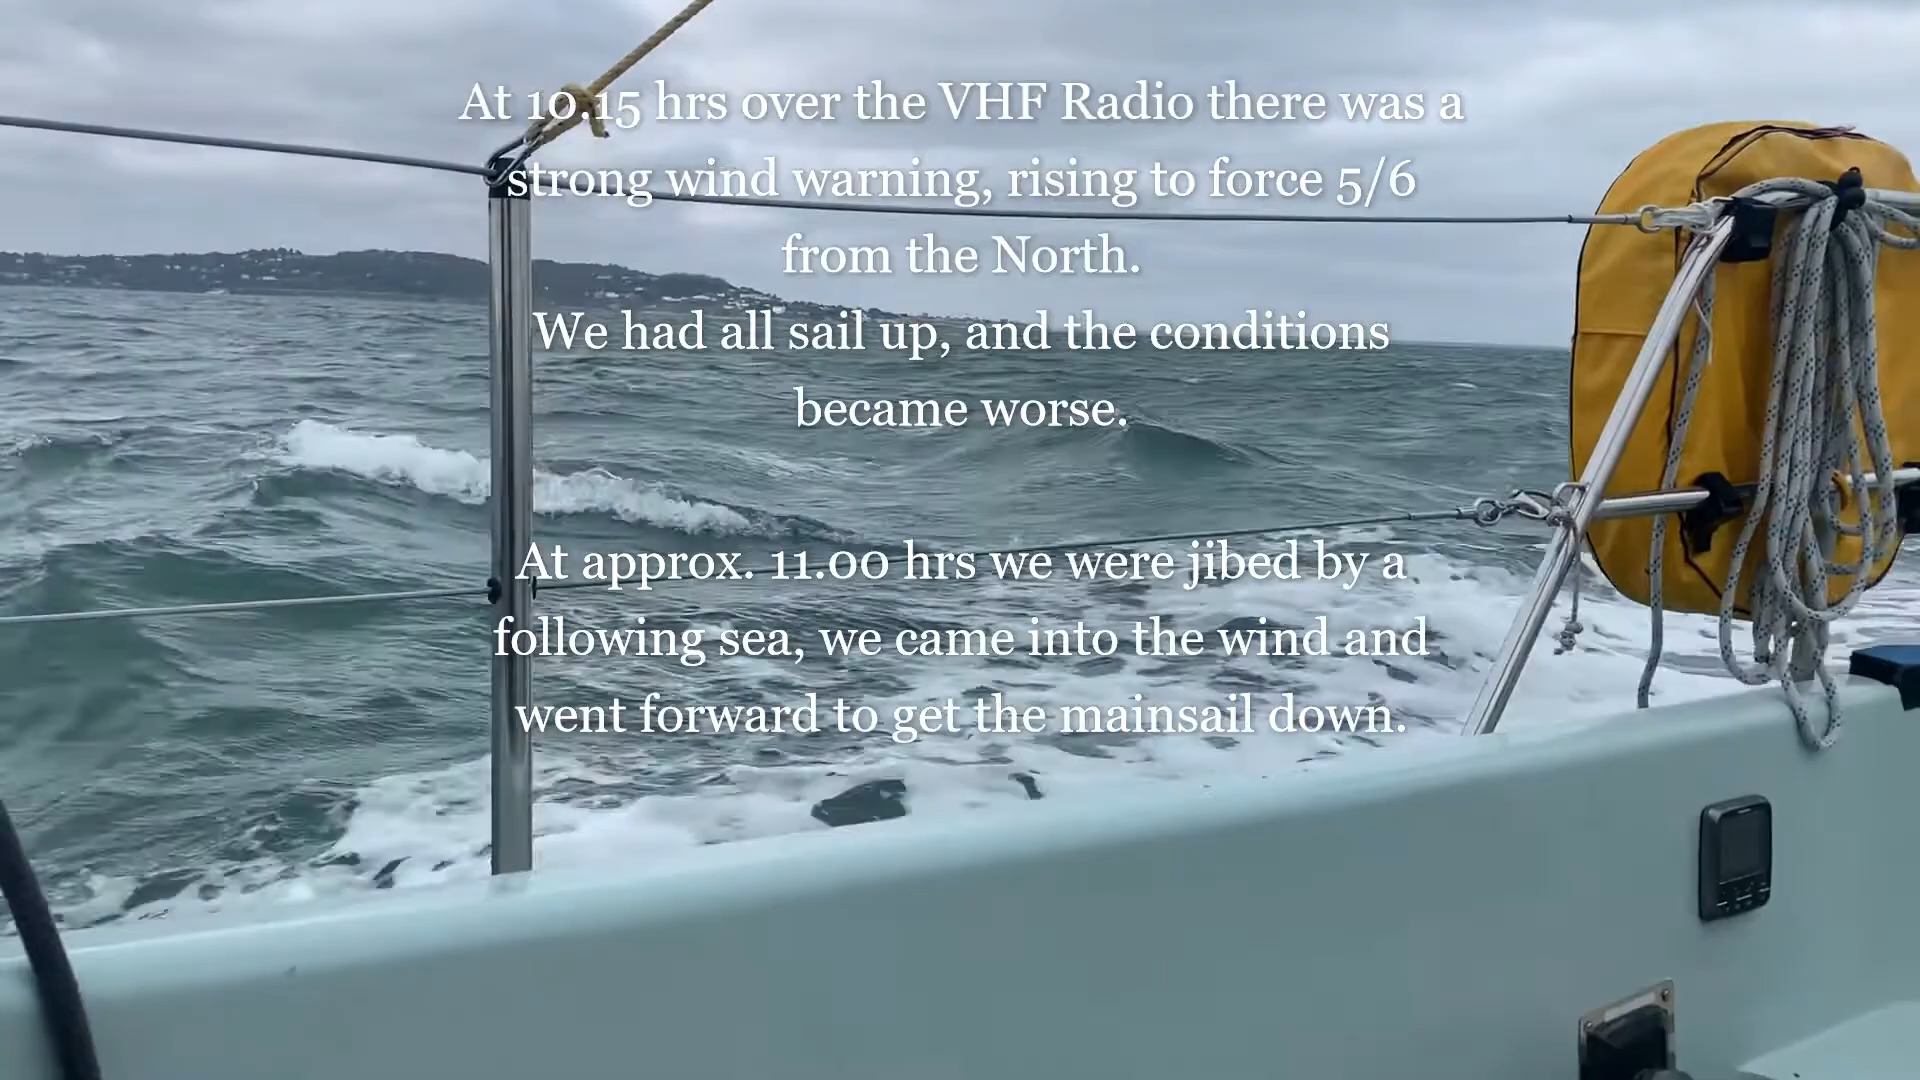 At 10.15 hrs over the VHF Radio there was a
strong wind warning, rising to force 5/6
from the North.
We had all sail up, and the conditions
became worse.
At approx. 11.00 hrs we were jibed by a
following sea, we came into the wind and
went forward to get the mainsail down.